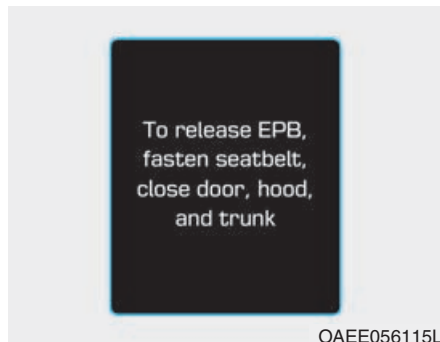 To release EPB,
fasten seatbelt,
close door, hood,
and trunk
OAEE056115L